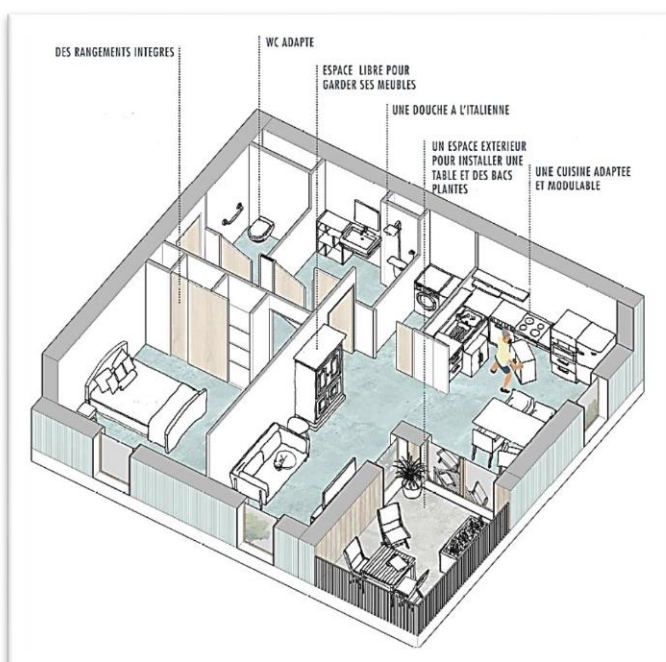 DES RANGEMENTS INTEGRES
WC ADAPTE
ESPACE LIBRE POUR
GARDER SES MEUBLES
UNE DOUCHE A L'ITALIENNE
UN ESPACE EXTERIEUR
POUR INSTALLER UNE
TABLE ET DES BACS
PLANTES
UNE CUISINE ADAPTEE
ET MODULABLE